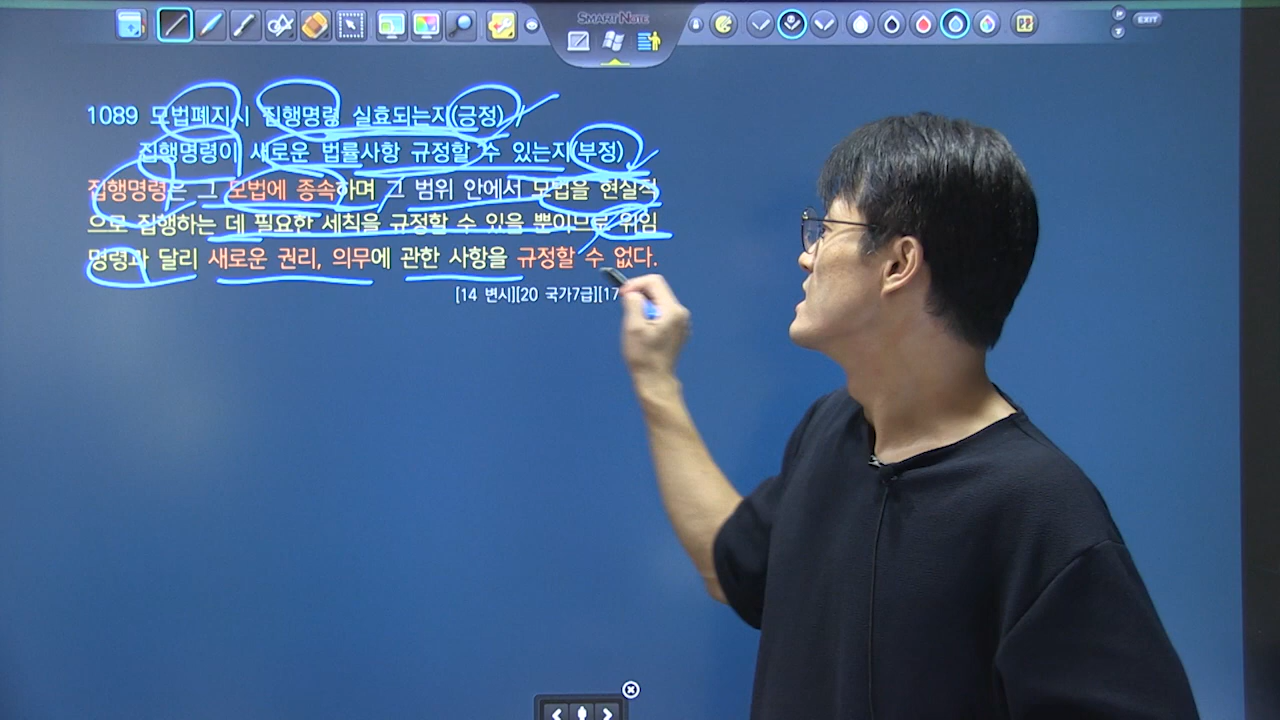 SMARTNOTE
EXIT
1089 모법폐지시 집행명령 실효되는지(긍정)
집행명령이 새로운 법률사항 규정할 수 있는지(부정)
집행명령은 그 모법에 종속하며 그 범위 안에서 모법을 현실적
으로 집행하는 데 필요한 세칙을 규정할 수 있을 뿐이므로 위임
명령과 달리 새로운 권리, 의무에 관한 사항을 규정할 수 없다.
[14 변시][20 국가7급][17